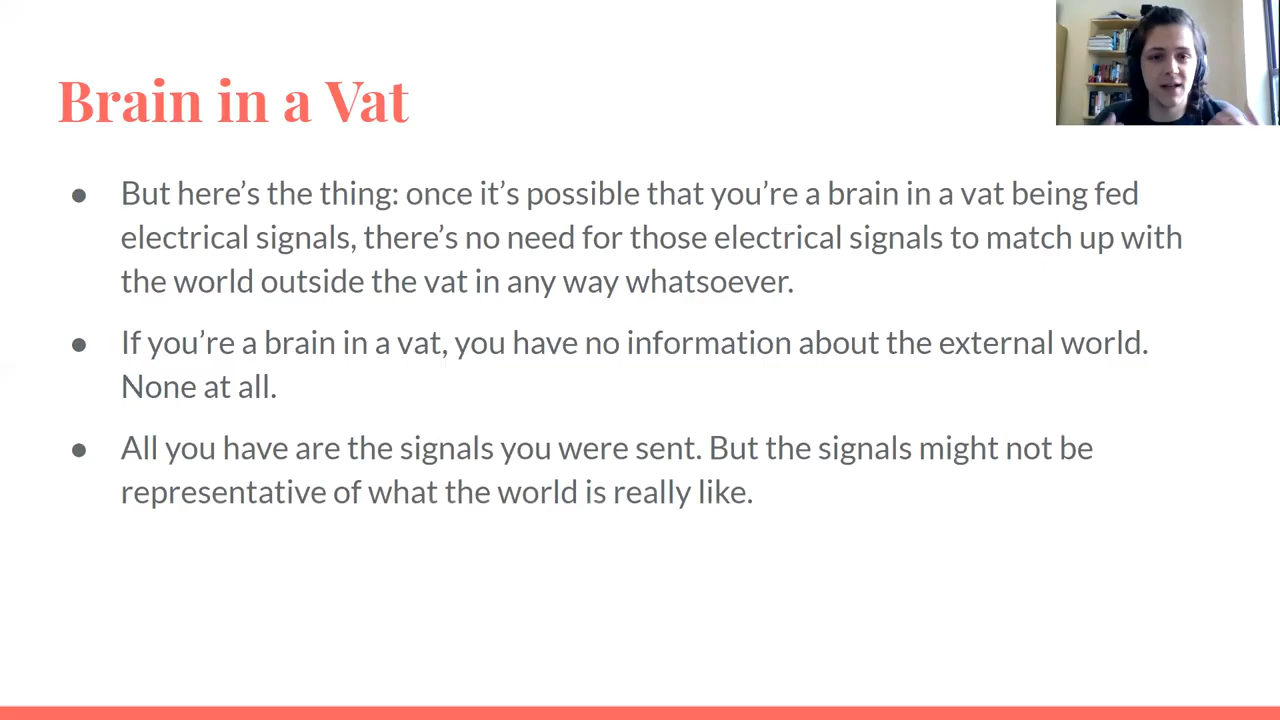 Brain in a Vat
● But here’s the thing: once it’s possible that you’re a brain in a vat being fed
electrical signals, there’s no need for those electrical signals to match up with
the world outside the vat in any way whatsoever.
● If you’re a brain in a vat, you have no information about the external world.
None at all.
● All you have are the signals you were sent. But the signals might not be
representative of what the world is really like.